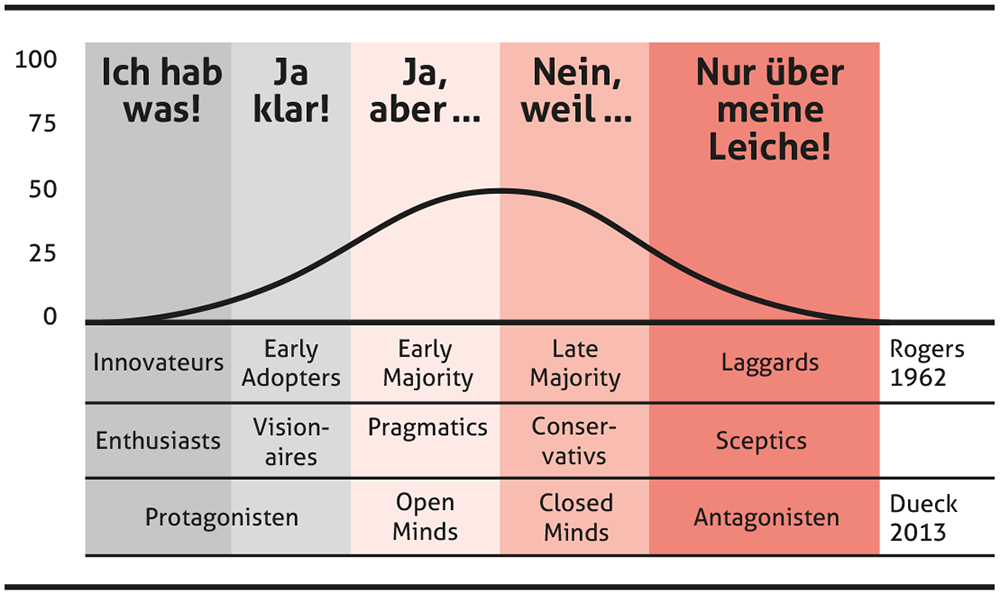 100
75
50
25
0
Ich hab
was!
Ja
klar!
Ja,
aber ...
Nein,
weil ...
Nur über
meine
Leiche!
Innovateurs
Early
Adopters
Early
Majority
Late
Majority
Laggards
Rogers
1962
Enthusiasts
Vision-
aires
Pragmatics
Conser-
vativs
Sceptics
Protagonisten
Open
Minds
Closed
Minds
Antagonisten
Dueck
2013